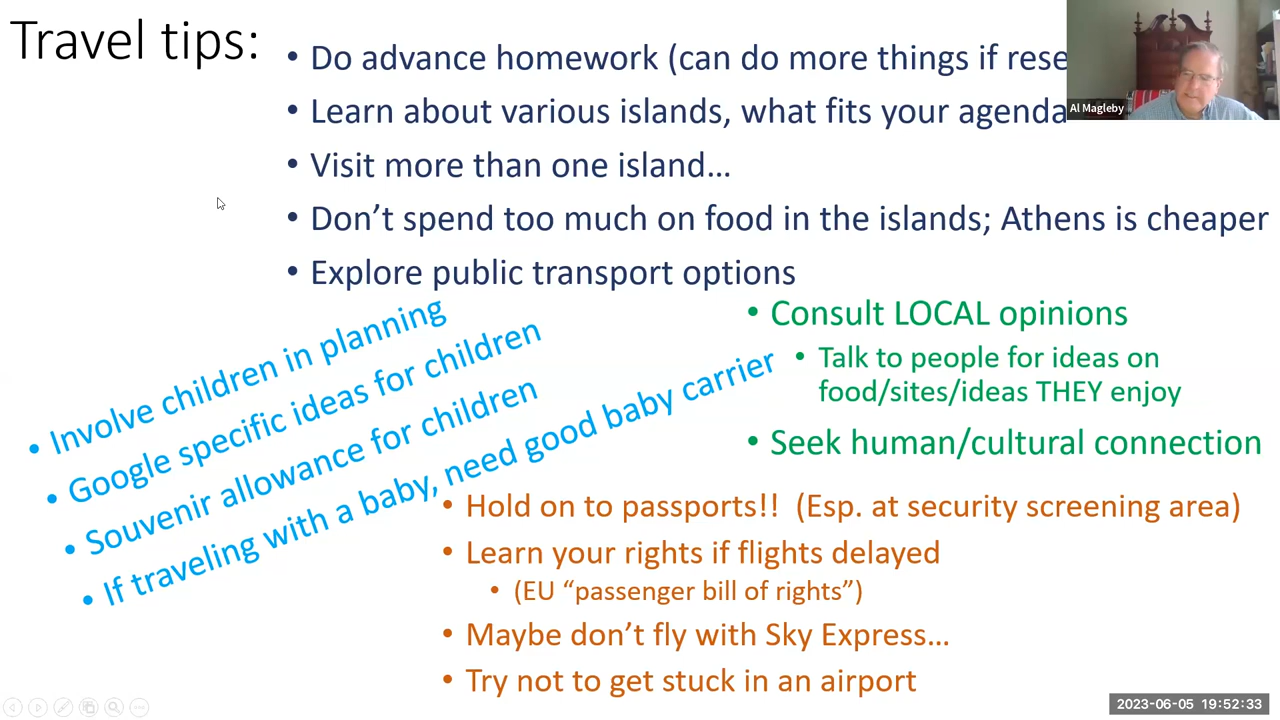 Travel tips:
• Do advance homework (can do more things if
• Learn about various islands, what fits your agenda
• Visit more than one island…
• Don’t spend too much on food in the islands; Athens is cheaper
• Explore public transport options
• Involve children in planning
• Google specific ideas for children
• Souvenir allowance for children
• If traveling with a baby, need good baby carrier
• Consult LOCAL opinions
• Talk to people for ideas on
food/sites/ideas THEY enjoy
• Seek human/cultural connection
• Hold on to passports!! (Esp. at security screening area)
• Learn your rights if flights delayed
• (EU “passenger bill of rights”)
• Maybe don’t fly with Sky Express…
• Try not to get stuck in an airport
Al Magleby
2023-06-05 19:52:33